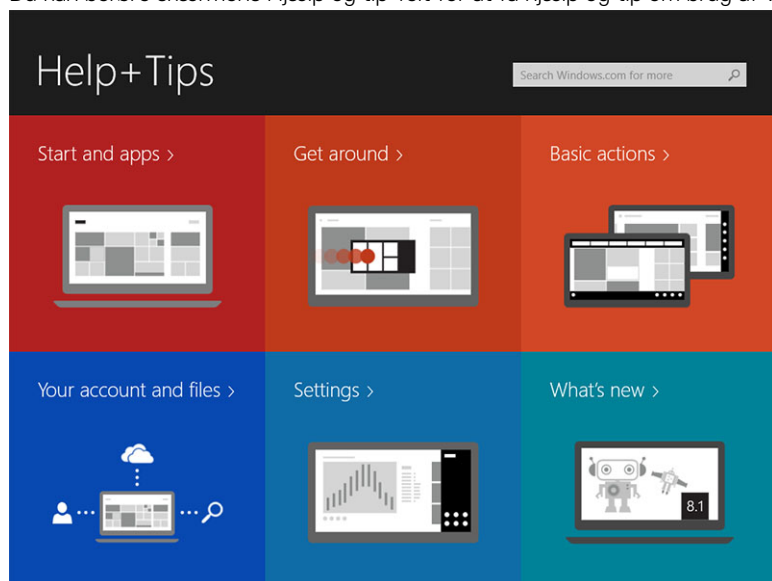 Help+Tips
Search Windows.com for more
Start and apps >
Get around >
Basic actions >
Your account and files >
Settings >
What's new >
8.1